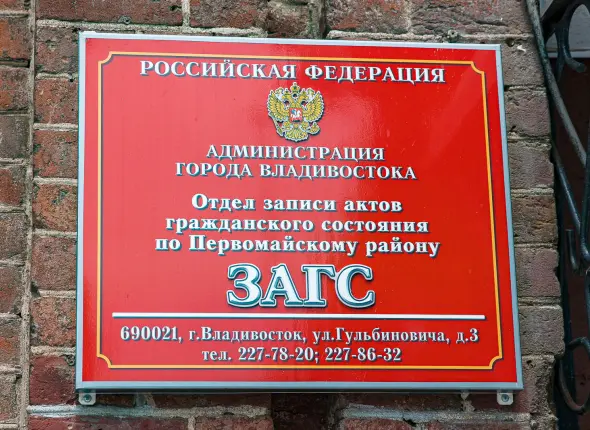 РОССИЙСКАЯ ФЕДЕРАЦИЯ
АДМИНИСТРАЦИЯ
ГОРОДА ВЛАДИВОСТОКА
Отдел записи актов
гражданского состояния
по Первомайскому району
ЗАГС
690021, г.Владивосток, ул.Гульбиновича, д.3
тел. 227-78-20; 227-86-32